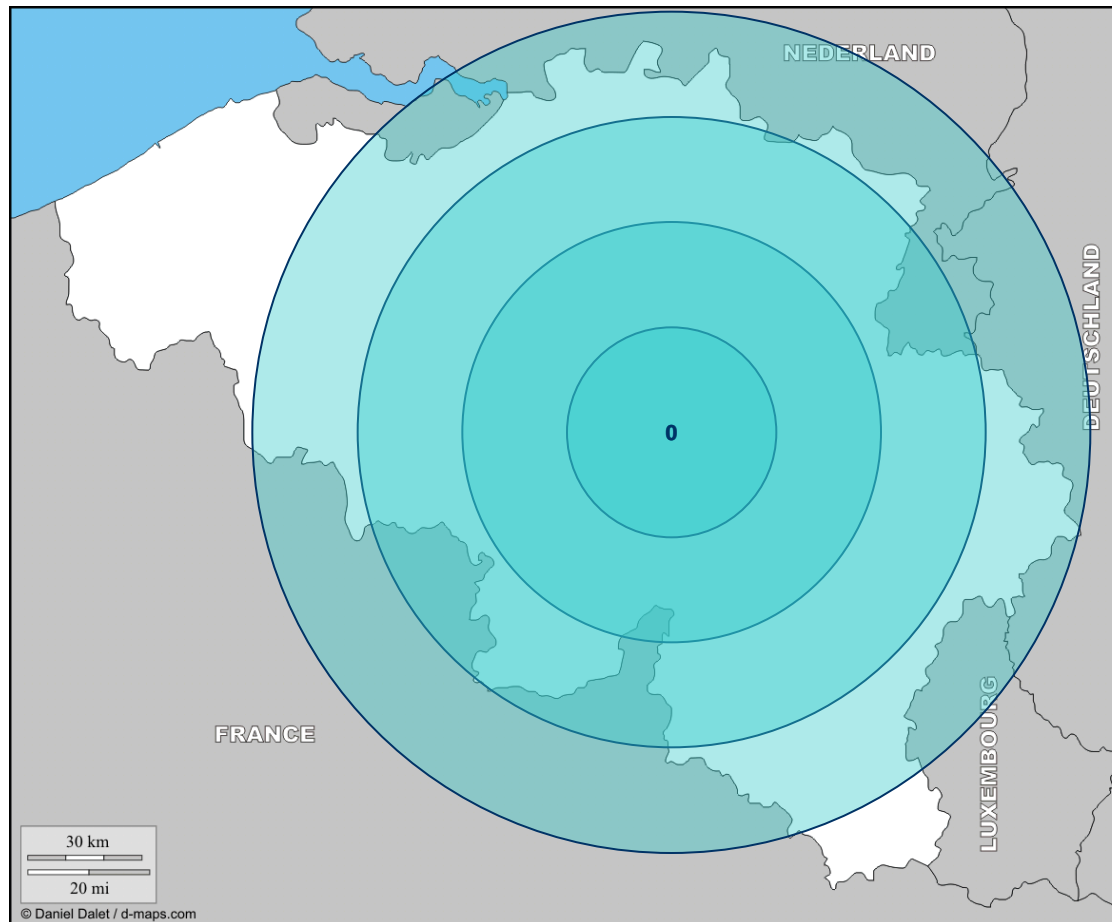 NEDERLAND
DEUTSCHLAND
0
FRANCE
LUXEMBOURG
30 km
20 mi
© Daniel Dalet / d-maps.com